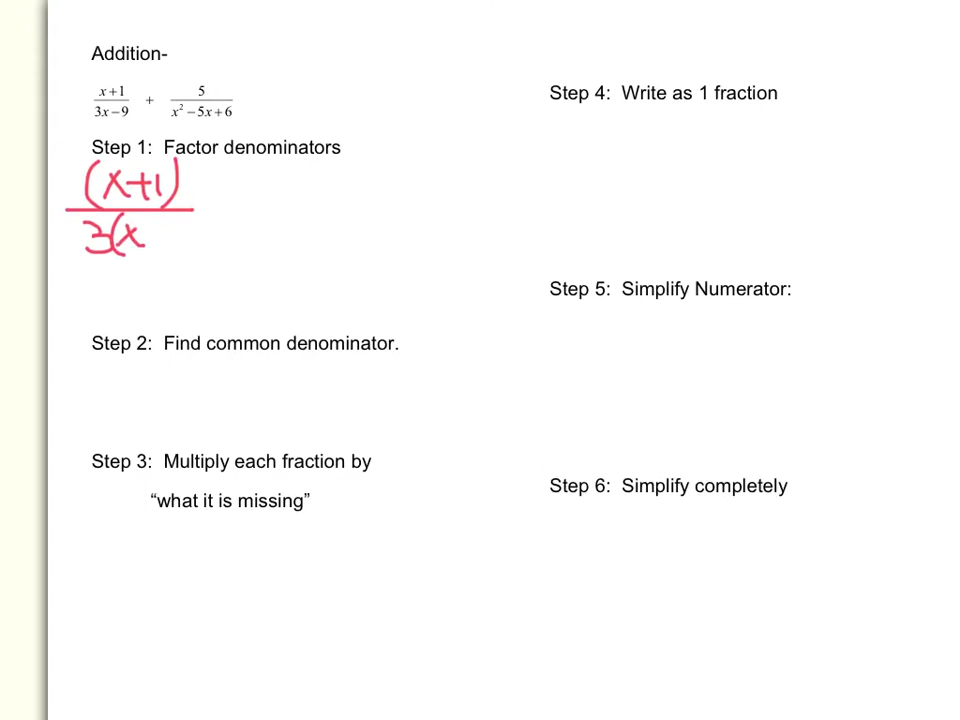 Addition-
x+1 / 3x−9 + 5 / x² −5x+6
Step 1: Factor denominators
(x+1)
3(x
Step 2: Find common denominator.
Step 3: Multiply each fraction by
“what it is missing”
Step 4: Write as 1 fraction
Step 5: Simplify Numerator:
Step 6: Simplify completely